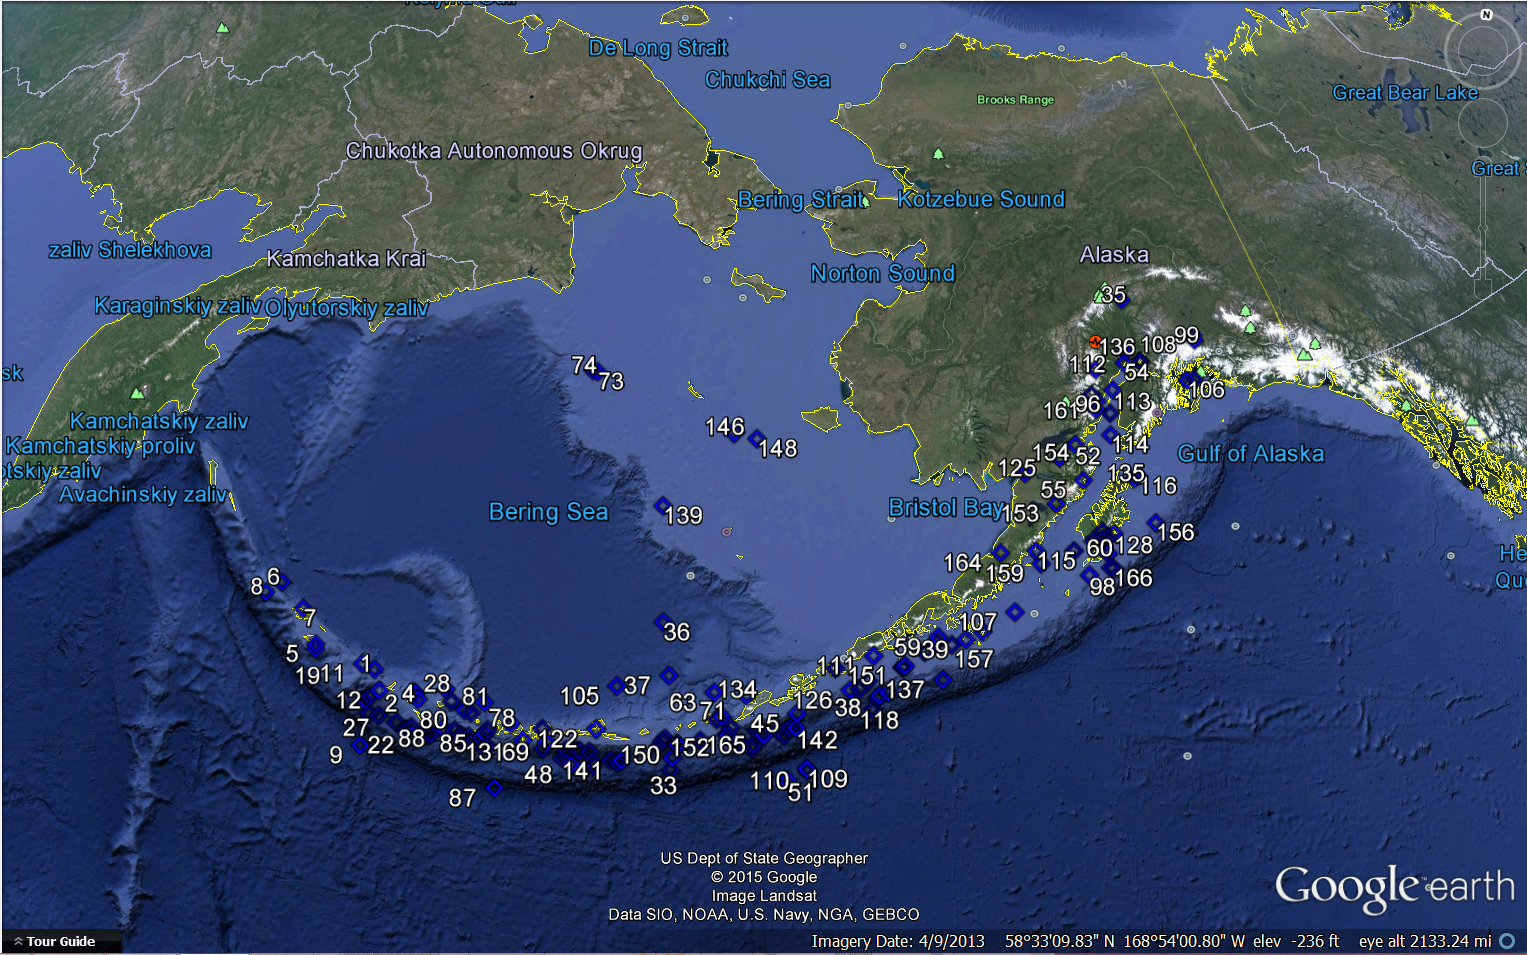 De Long Strait
Chukchi Sea
Brooks Range
Great Bear Lake
Chukotka Autonomous Okrug
Great
Bering Strait
Kotzebue Sound
zaliv Shelekhova
Kamchatka Krai
Alaska
Norton Sound
Karaginskiy zaliv
Olyutorskiy zaliv
35
136
108
99
sk
74
73
112
54
106
161
96
113
Kamchatskiy zaliv
146
148
114
Kamchatskiy proliv
154
52
Gulf of Alaska
otskiy zaliv
125
135
116
Avachinskiy zaliv
55
Bering Sea
139
Bristol Bay
153
156
60
128
He
Qu
164
159
115
98
166
8
6
7
36
107
5
59
39
157
19
11
1
111
151
28
4
81
105
37
63
134
137
12
2
126
38
27
80
78
71
45
118
9
22
88
85
131
69
122
150
152
165
142
48
141
33
110
109
51
87
US Dept of State Geographer
© 2015 Google
Image Landsat
Data SIO, NOAA, U.S. Navy, NGA, GEBCO
Google earth
N
Tour Guide
Imagery Date: 4/9/2013 58°33'09.83" N 168°54'00.80" W elev -236 ft eye alt 2133.24 mi